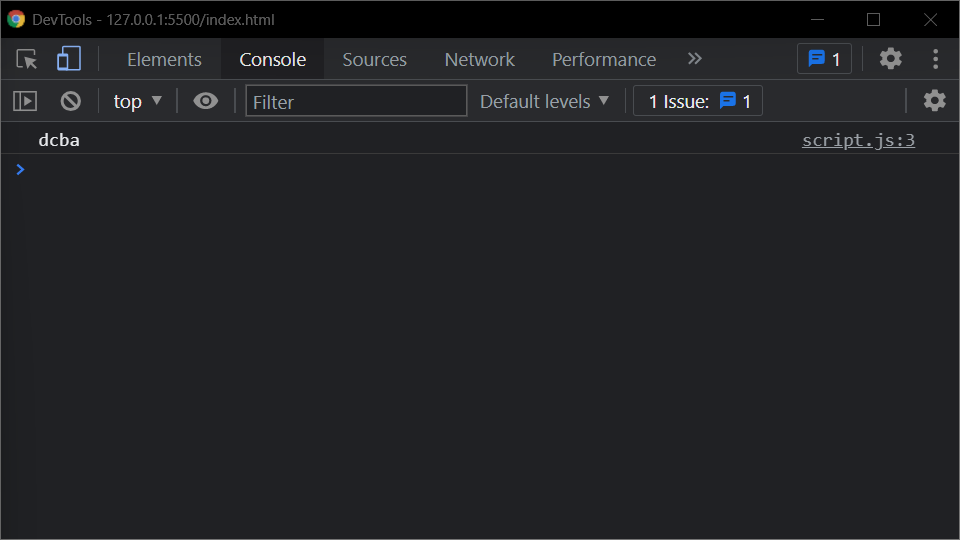 DevTools - 127.0.0.1:5500/index.html
Elements Console Sources Network Performance 1
top Filter Default levels 1 Issue: 1
dcba script.js:3